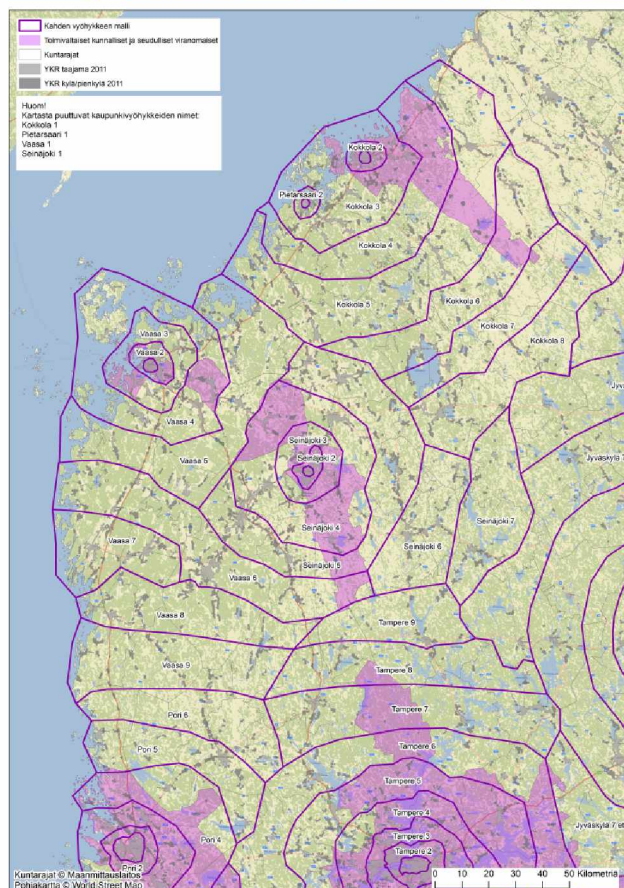 Kahden vyöhykkeen malli
Toimivaltaiset kunnalliset ja seudulliset viranomaiset
Kuntarajat
YKR taajama 2011
YKR kylä/pienkylä 2011
Huom!
Kartasta puuttuvat kaupunkivyöhykkeiden nimet:
Kokkola 1
Pietarsaari 1
Vaasa 1
Seinäjoki 1
Kokkola 2
Pietarsaari 2
Kokkola 3
Kokkola 4
Kokkola 5
Kokkola 6
Kokkola 7
Kokkola 8
Vaasa 3
Vaasa 2
Vaasa 4
Vaasa 6
Seinäjoki 3
Seinäjoki 2
Seinäjoki 4
Seinäjoki 5
Seinäjoki 6
Seinäjoki 7
Jyväskylä 7
Vaasa 7
Vaasa 8
Vaasa 9
Tampere 9
Tampere 8
Tampere 7
Tampere 6
Tampere 5
Tampere 4
Tampere 3
Tampere 2
Pori 6
Pori 5
Pori 4
Pori 2
Jyväskylä 7 et
Kuntarajat © Maanmittauslaitos
Pohjakartta © World Street Map
0 10 20 30 40 50 Kilometriä